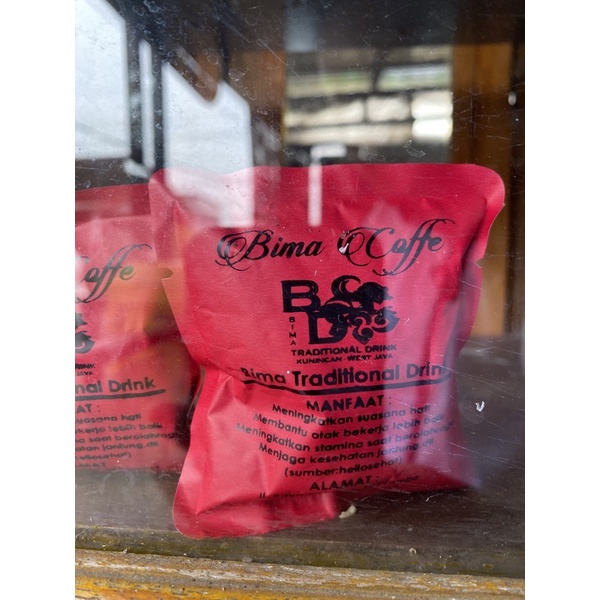 Bima Coffe
B
D
BIMA
TRADITIONAL DRINK
KUNINGAN - WEST JAVA
Bima Traditional Drink
MANFAAT :
Meningkatkan suasana hati
Membantu otak bekerja lebih baik
Meningkatkan stamina saat berolahraga
Menjaga kesehatan jantung,dll
(sumber:hellosehat)
ALAMAT